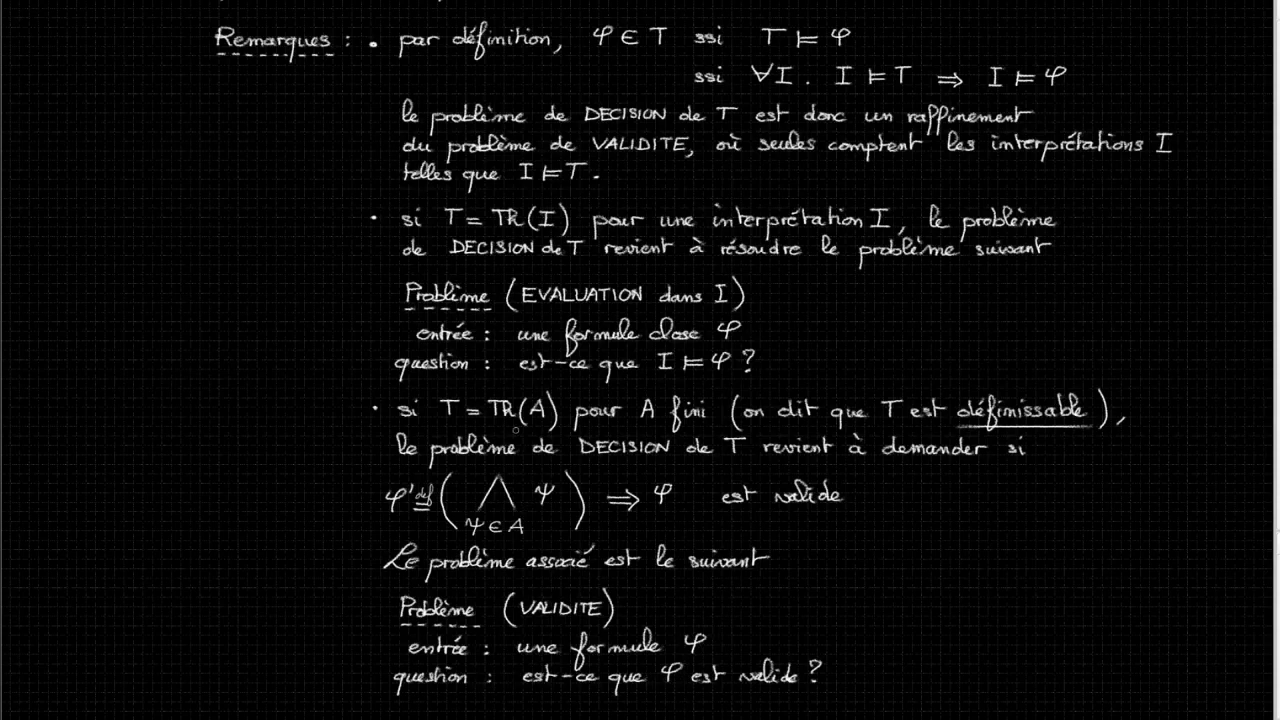 Remarques : • par définition, φ ∈ T ssi T ⊨ φ
ssi ∀I . I ⊨ T ⇒ I ⊨ φ
le problème de DECISION de T est donc un raffinement
du problème de VALIDITE, où seules comptent les interprétations I
telles que I ⊨ T.
• si T = Th(I) pour une interprétation I, le problème
de DECISION de T revient à résoudre le problème suivant
Problème (EVALUATION dans I)
entrée : une formule close φ
question : est-ce que I ⊨ φ ?
• si T = Th(A) pour A fini (on dit que T est définissable),
le problème de DECISION de T revient à demander si
φ' def= ( ⋀ ψ ) ⇒ φ est valide
ψ ∈ A
Le problème associé est le suivant
Problème (VALIDITE)
entrée : une formule φ
question : est-ce que φ est valide ?